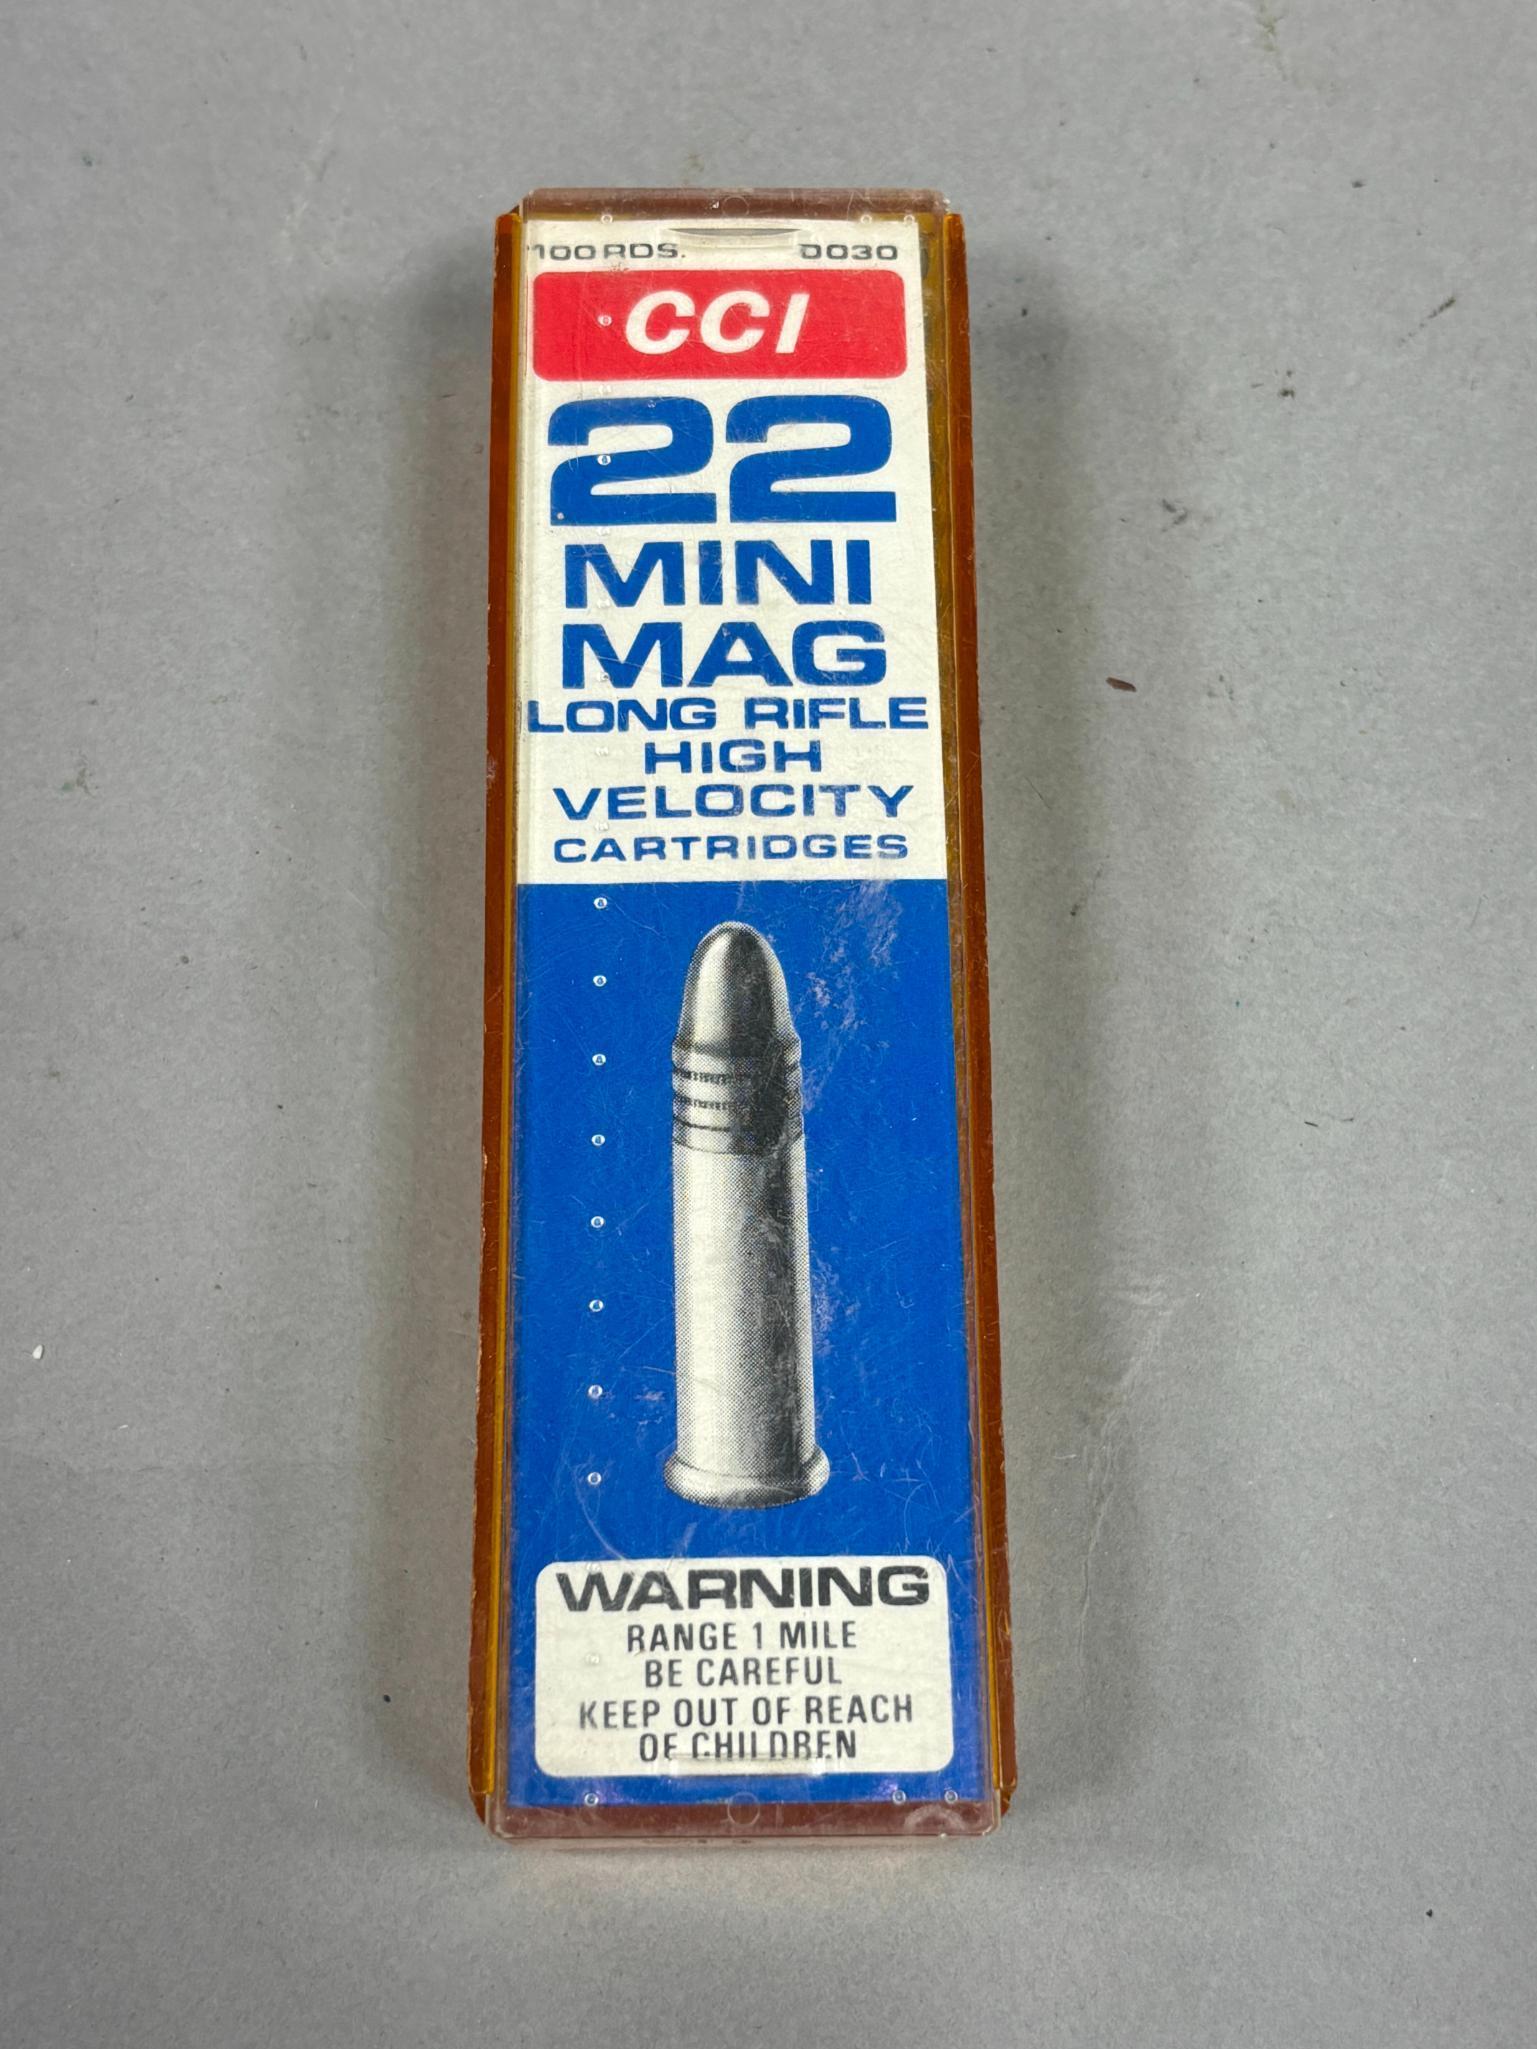 100 RDS. 0030
CCI
22
MINI
MAG
LONG RIFLE
HIGH
VELOCITY
CARTRIDGES
WARNING
RANGE 1 MILE
BE CAREFUL
KEEP OUT OF REACH
OF CHILDREN